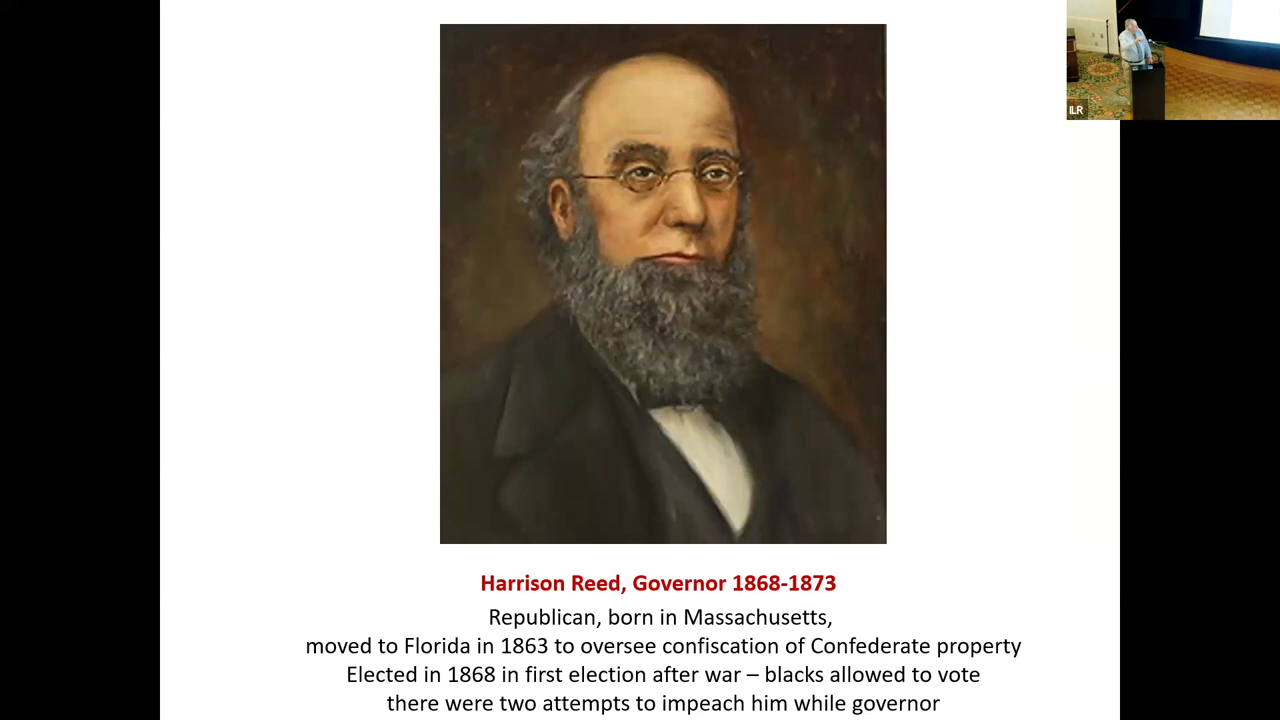 ILR
Harrison Reed, Governor 1868-1873
Republican, born in Massachusetts,
moved to Florida in 1863 to oversee confiscation of Confederate property
Elected in 1868 in first election after war – blacks allowed to vote
there were two attempts to impeach him while governor